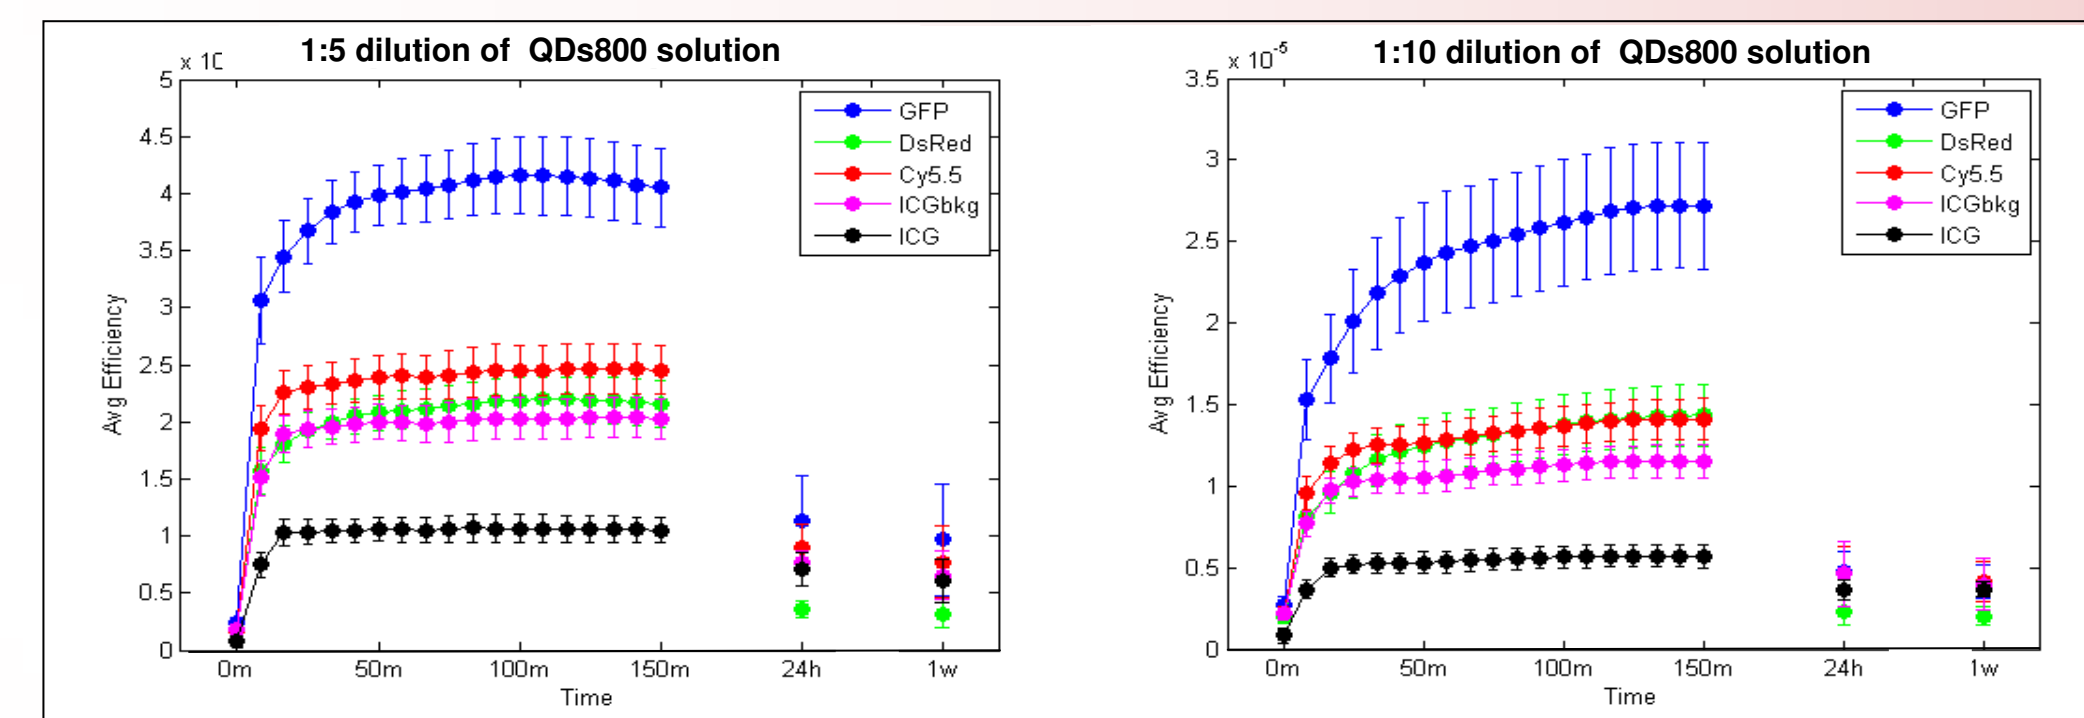 1:5 dilution of QDs800 solution
x 10
5
4.5
4
3.5
3
2.5
2
1.5
1
0.5
0
Avg Efficiency
GFP
DsRed
Cy5.5
ICGbkg
ICG
0m 50m 100m 150m 24h 1w
Time
1:10 dilution of QDs800 solution
x 10-5
3.5
3
2.5
2
1.5
1
0.5
0
Avg Efficiency
GFP
DsRed
Cy5.5
ICGbkg
ICG
0m 50m 100m 150m 24h 1w
Time